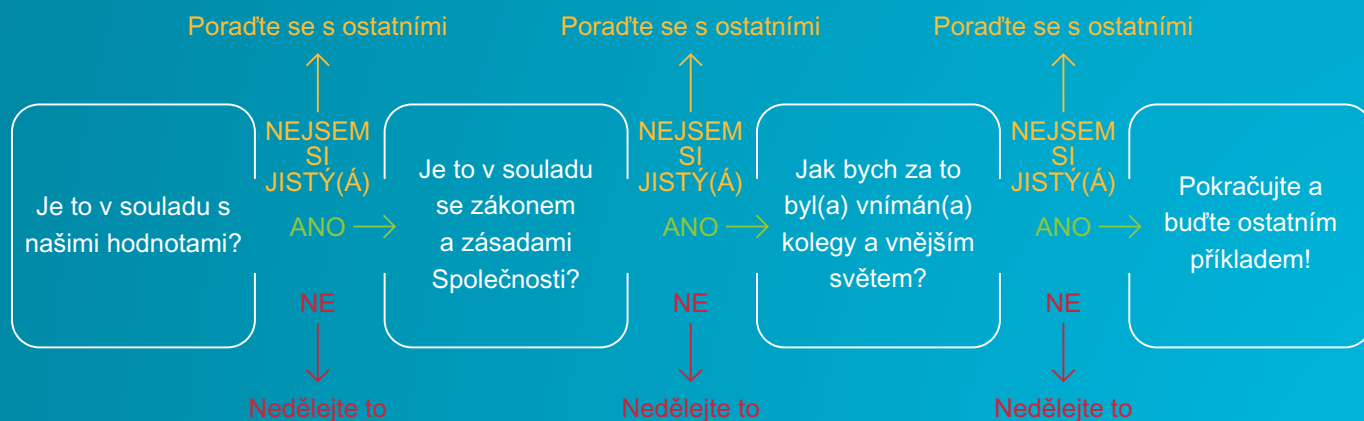 Poraďte se s ostatními
Poraďte se s ostatními
Poraďte se s ostatními
Je to v souladu s
našimi hodnotami?
NEJSEM
SI
JISTÝ(Á)
ANO
NE
Nedělejte to
Je to v souladu
se zákonem
a zásadami
Společnosti?
NEJSEM
SI
JISTÝ(Á)
ANO
NE
Nedělejte to
Jak bych za to
byl(a) vnímán(a)
kolegy a vnějším
světem?
NEJSEM
SI
JISTÝ(Á)
ANO
NE
Nedělejte to
Pokračujte a
buďte ostatním
příkladem!